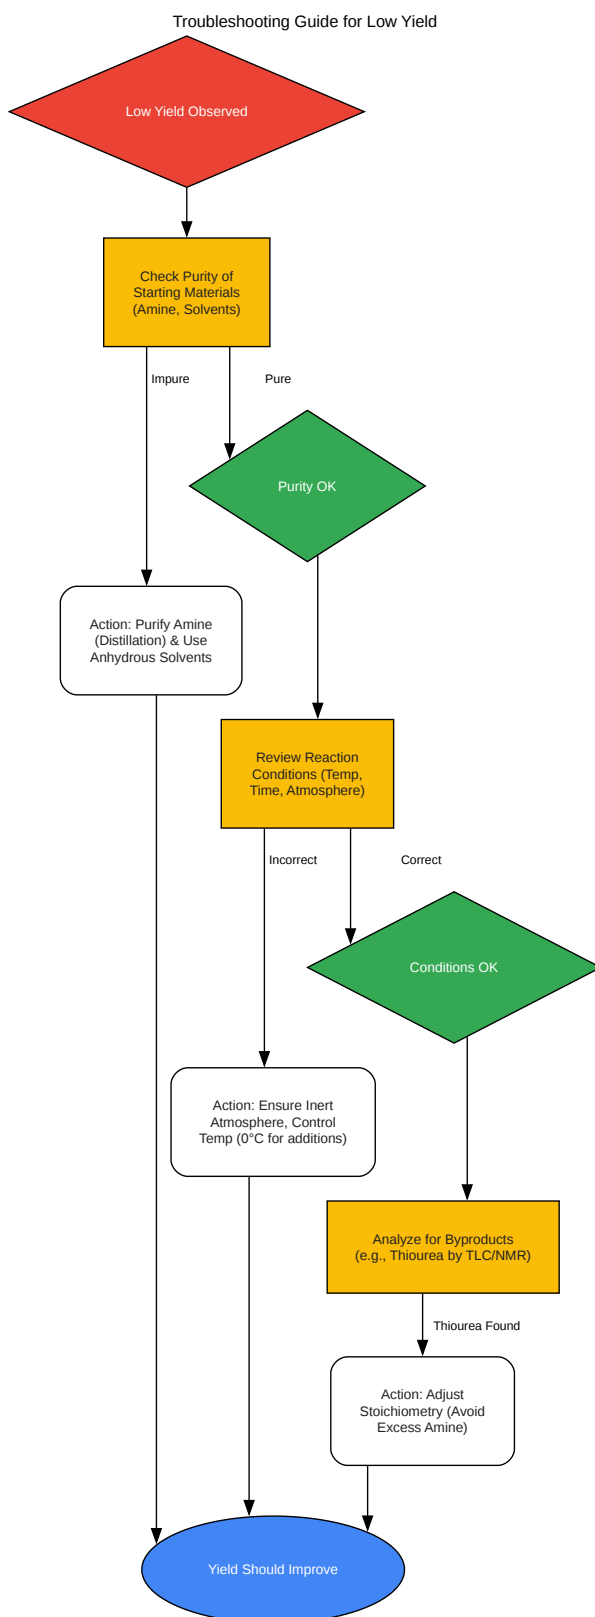 Troubleshooting Guide for Low Yield
Low Yield Observed
Check Purity of
Starting Materials
(Amine, Solvents)
Impure
Pure
Purity OK
Action: Purify Amine
(Distillation) & Use
Anhydrous Solvents
Review Reaction
Conditions (Temp,
Time, Atmosphere)
Incorrect
Correct
Conditions OK
Action: Ensure Inert
Atmosphere, Control
Temp (0°C for additions)
Analyze for Byproducts
(e.g., Thiourea by TLC/NMR)
Thiourea Found
Action: Adjust
Stoichiometry (Avoid
Excess Amine)
Yield Should Improve